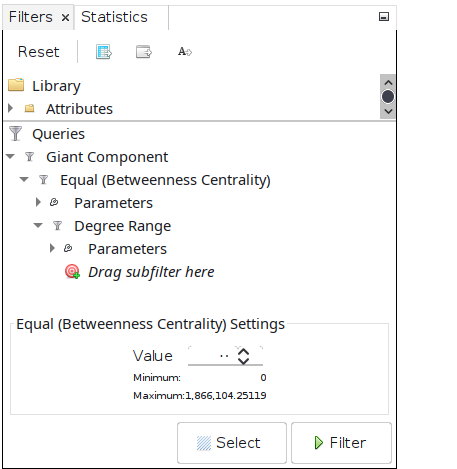 Filters × Statistics
Reset
Library
Attributes
Queries
Giant Component
Equal (Betweenness Centrality)
Parameters
Degree Range
Parameters
Drag subfilter here
Equal (Betweenness Centrality) Settings
Value
Minimum: 0
Maximum:1,866,104.25119
Select Filter